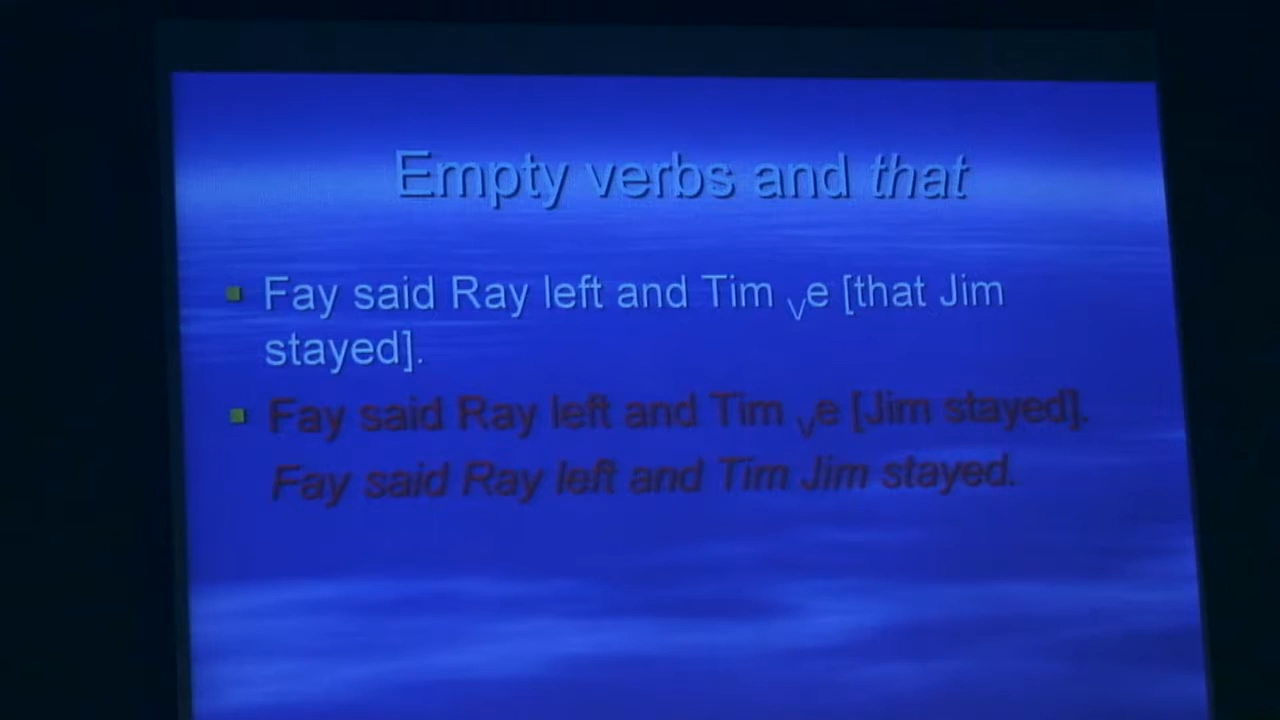 Empty verbs and that
Fay said Ray left and Tim ᵥe [that Jim
stayed].
Fay said Ray left and Tim ᵥe [Jim stayed].
Fay said Ray left and Tim Jim stayed.